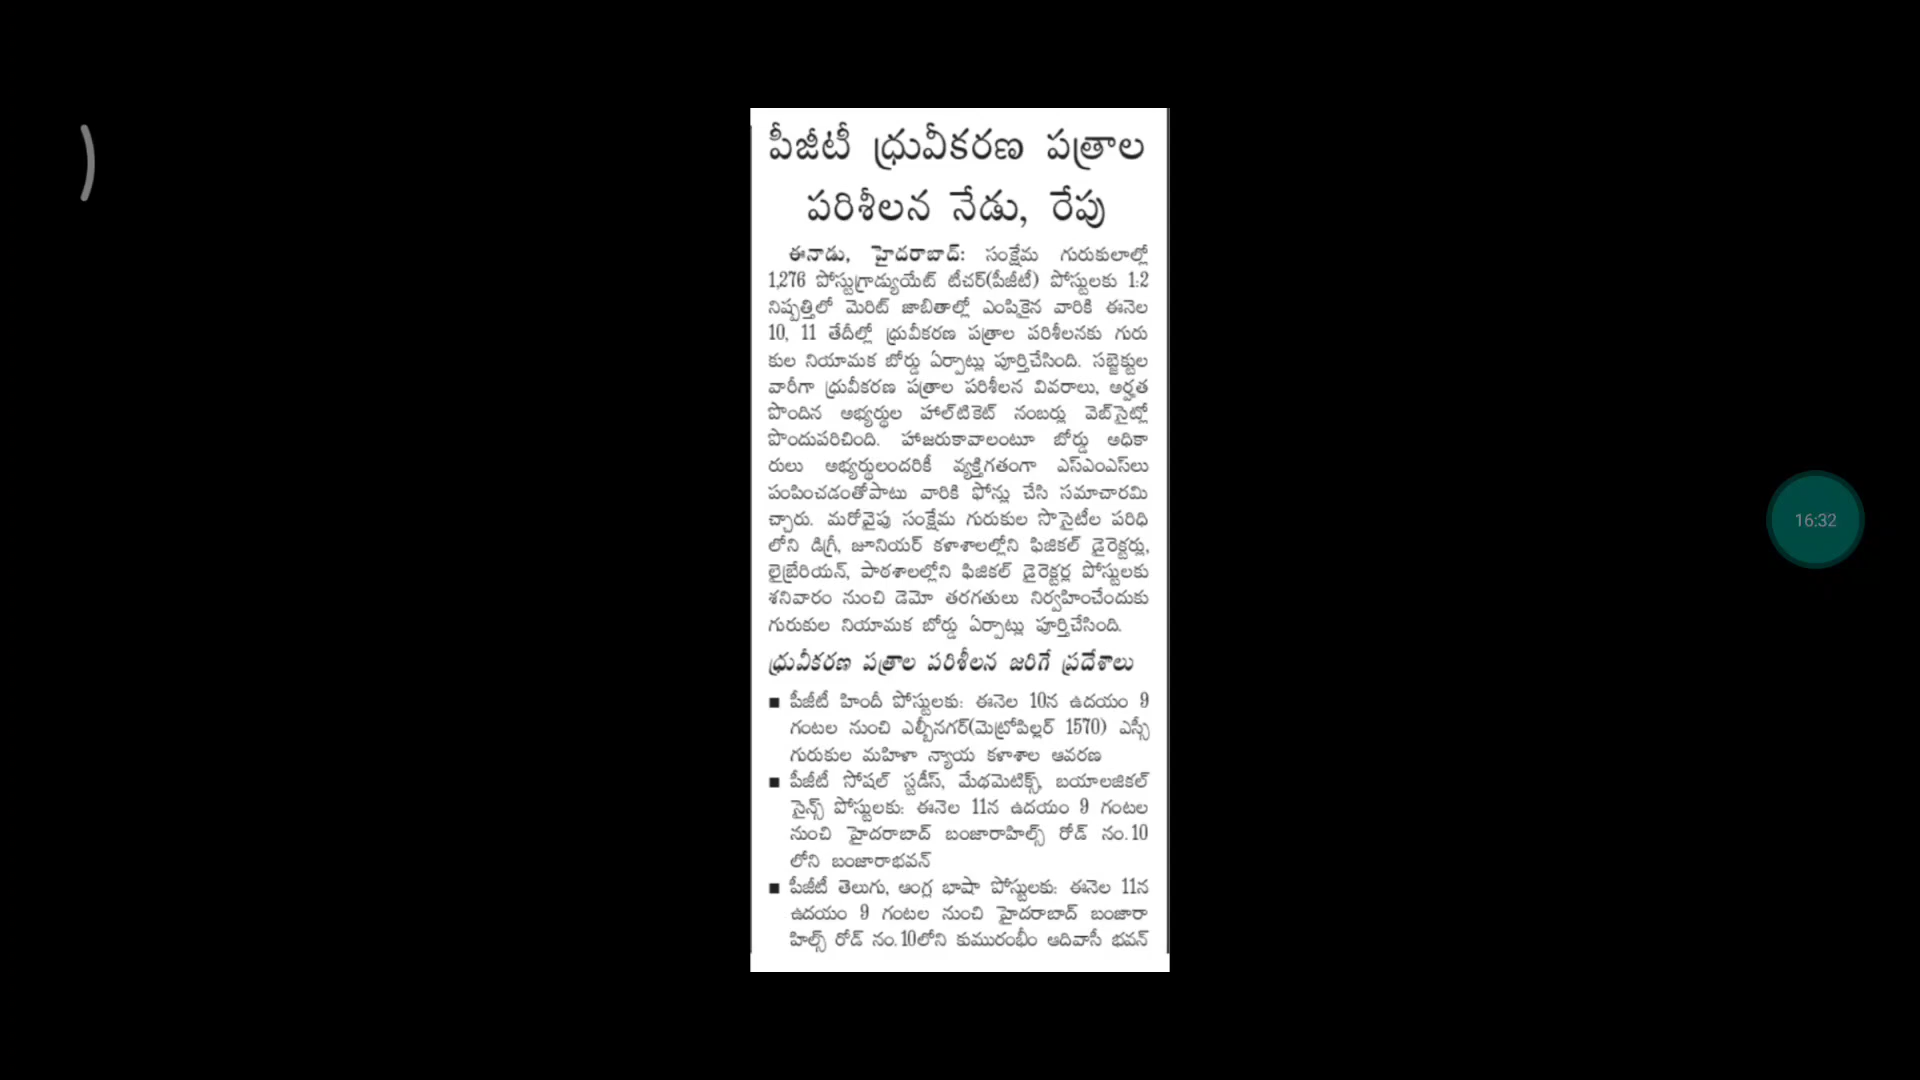 పీజీటీ ధ్రువీకరణ పత్రాల
పరిశీలన నేడు, రేపు
ఈనాడు, హైదరాబాద్: సంక్షేమ గురుకులాల్లో
1,276 పోస్టుగ్రాడ్యుయేట్ టీచర్(పీజీటీ) పోస్టులకు 1:2
నిష్పత్తిలో మెరిట్ జాబితాల్లో ఎంపికైన వారికి ఈనెల
10, 11 తేదీల్లో ధ్రువీకరణ పత్రాల పరిశీలనకు గురు
కుల నియామక బోర్డు ఏర్పాట్లు పూర్తిచేసింది. సబ్జెక్టుల
వారీగా ధ్రువీకరణ పత్రాల పరిశీలన వివరాలు, అర్హత
పొందిన అభ్యర్థుల హాల్‌టికెట్ నంబర్లు వెబ్‌సైట్లో
పొందుపరిచింది. హాజరుకావాలంటూ బోర్డు అధికా
రులు అభ్యర్థులందరికీ వ్యక్తిగతంగా ఎస్ఎంఎస్‌లు
పంపించడంతోపాటు వారికి ఫోన్లు చేసి సమాచారమి
చ్చారు. మరోవైపు సంక్షేమ గురుకుల సొసైటీల పరిధి
లోని డిగ్రీ, జూనియర్ కళాశాలల్లోని ఫిజికల్ డైరెక్టర్లు,
లైబ్రేరియన్, పాఠశాలల్లోని ఫిజికల్ డైరెక్టర్ల పోస్టులకు
శనివారం నుంచి డెమో తరగతులు నిర్వహించేందుకు
గురుకుల నియామక బోర్డు ఏర్పాట్లు పూర్తిచేసింది.
ధ్రువీకరణ పత్రాల పరిశీలన జరిగే ప్రదేశాలు
■ పీజీటీ హిందీ పోస్టులకు: ఈనెల 10న ఉదయం 9
గంటల నుంచి ఎల్బీనగర్(మెట్రోపిల్లర్ 1570) ఎస్సీ
గురుకుల మహిళా న్యాయ కళాశాల ఆవరణ
■ పీజీటీ సోషల్ స్టడీస్, మేథమెటిక్స్, బయాలజికల్
సైన్స్ పోస్టులకు: ఈనెల 11న ఉదయం 9 గంటల
నుంచి హైదరాబాద్ బంజారాహిల్స్ రోడ్ నం.10
లోని బంజారాభవన్
■ పీజీటీ తెలుగు, ఆంగ్ల భాషా పోస్టులకు: ఈనెల 11న
ఉదయం 9 గంటల నుంచి హైదరాబాద్ బంజారా
హిల్స్ రోడ్ నం.10లోని కుమురంభీం ఆదివాసీ భవన్
16:32